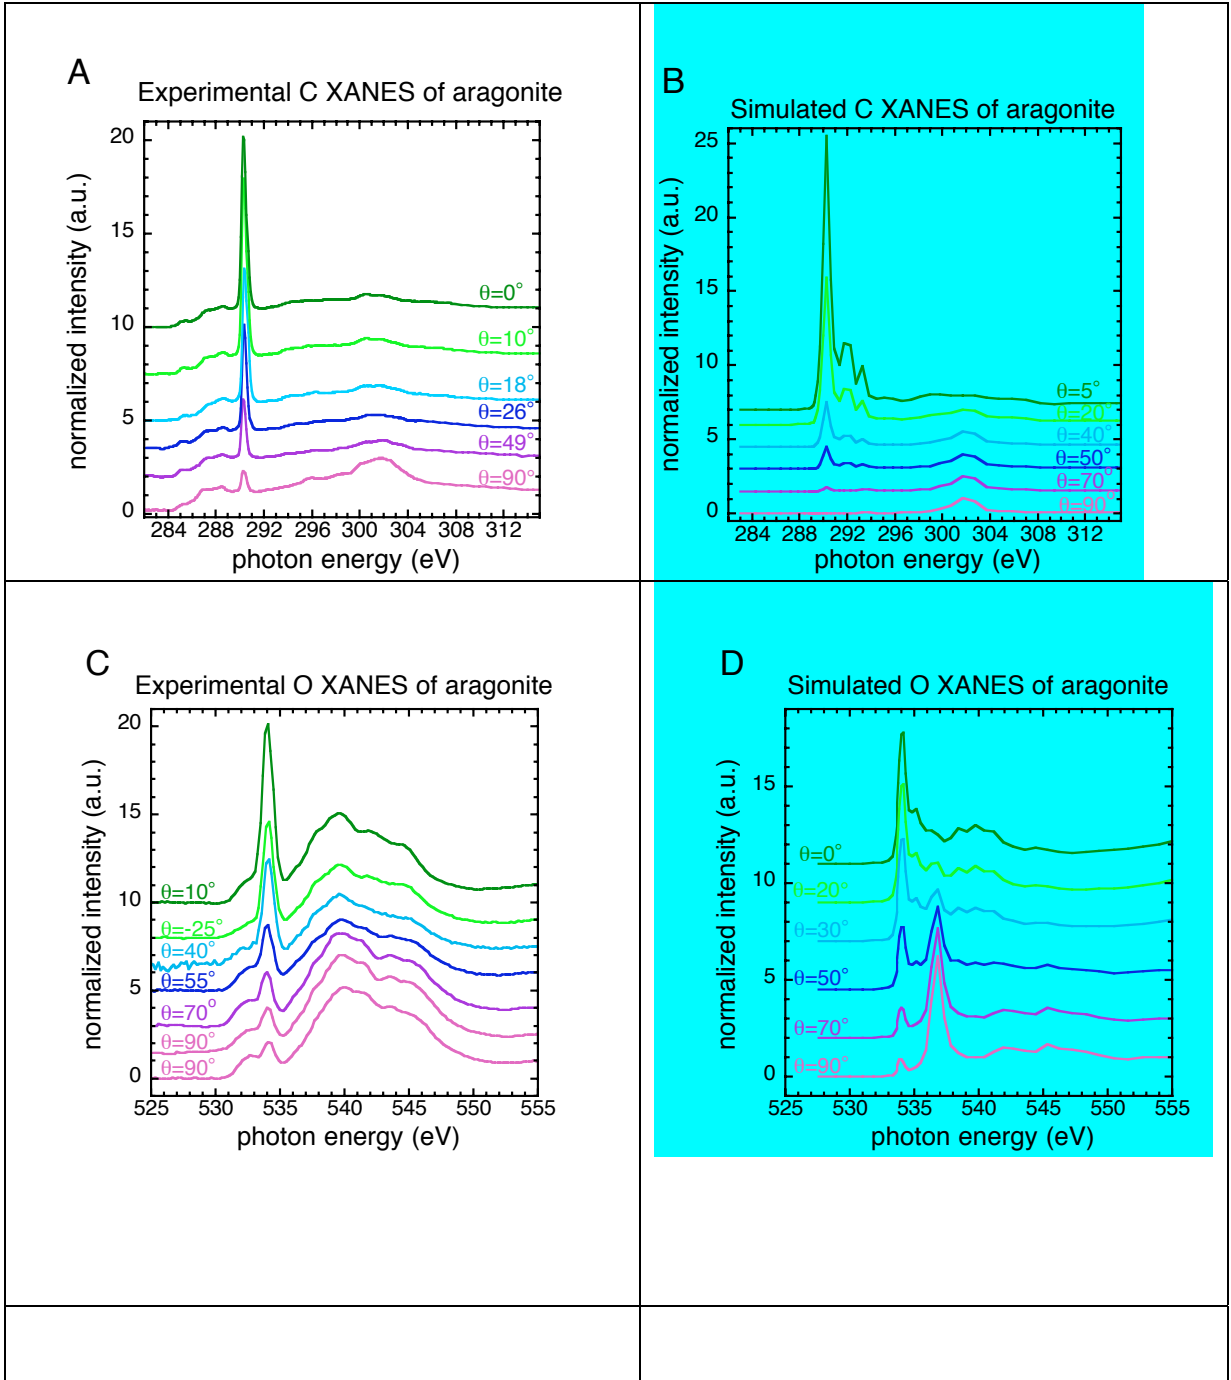 A
Experimental C XANES of aragonite
normalized intensity (a.u.)
20
15
10
5
0
θ=0°
θ=10°
θ=18°
θ=26°
θ=49°
θ=90°
284 288 292 296 300 304 308 312
photon energy (eV)
B
Simulated C XANES of aragonite
normalized intensity (a.u.)
25
20
15
10
5
0
θ=5°
θ=20°
θ=40°
θ=50°
θ=70°
θ=90°
284 288 292 296 300 304 308 312
photon energy (eV)
C
Experimental O XANES of aragonite
normalized intensity (a.u.)
20
15
10
5
0
θ=10°
θ=-25°
θ=40°
θ=55°
θ=70°
θ=90°
θ=90°
525 530 535 540 545 550 555
photon energy (eV)
D
Simulated O XANES of aragonite
normalized intensity (a.u.)
15
10
5
0
θ=0°
θ=20°
θ=30°
θ=50°
θ=70°
θ=90°
525 530 535 540 545 550 555
photon energy (eV)